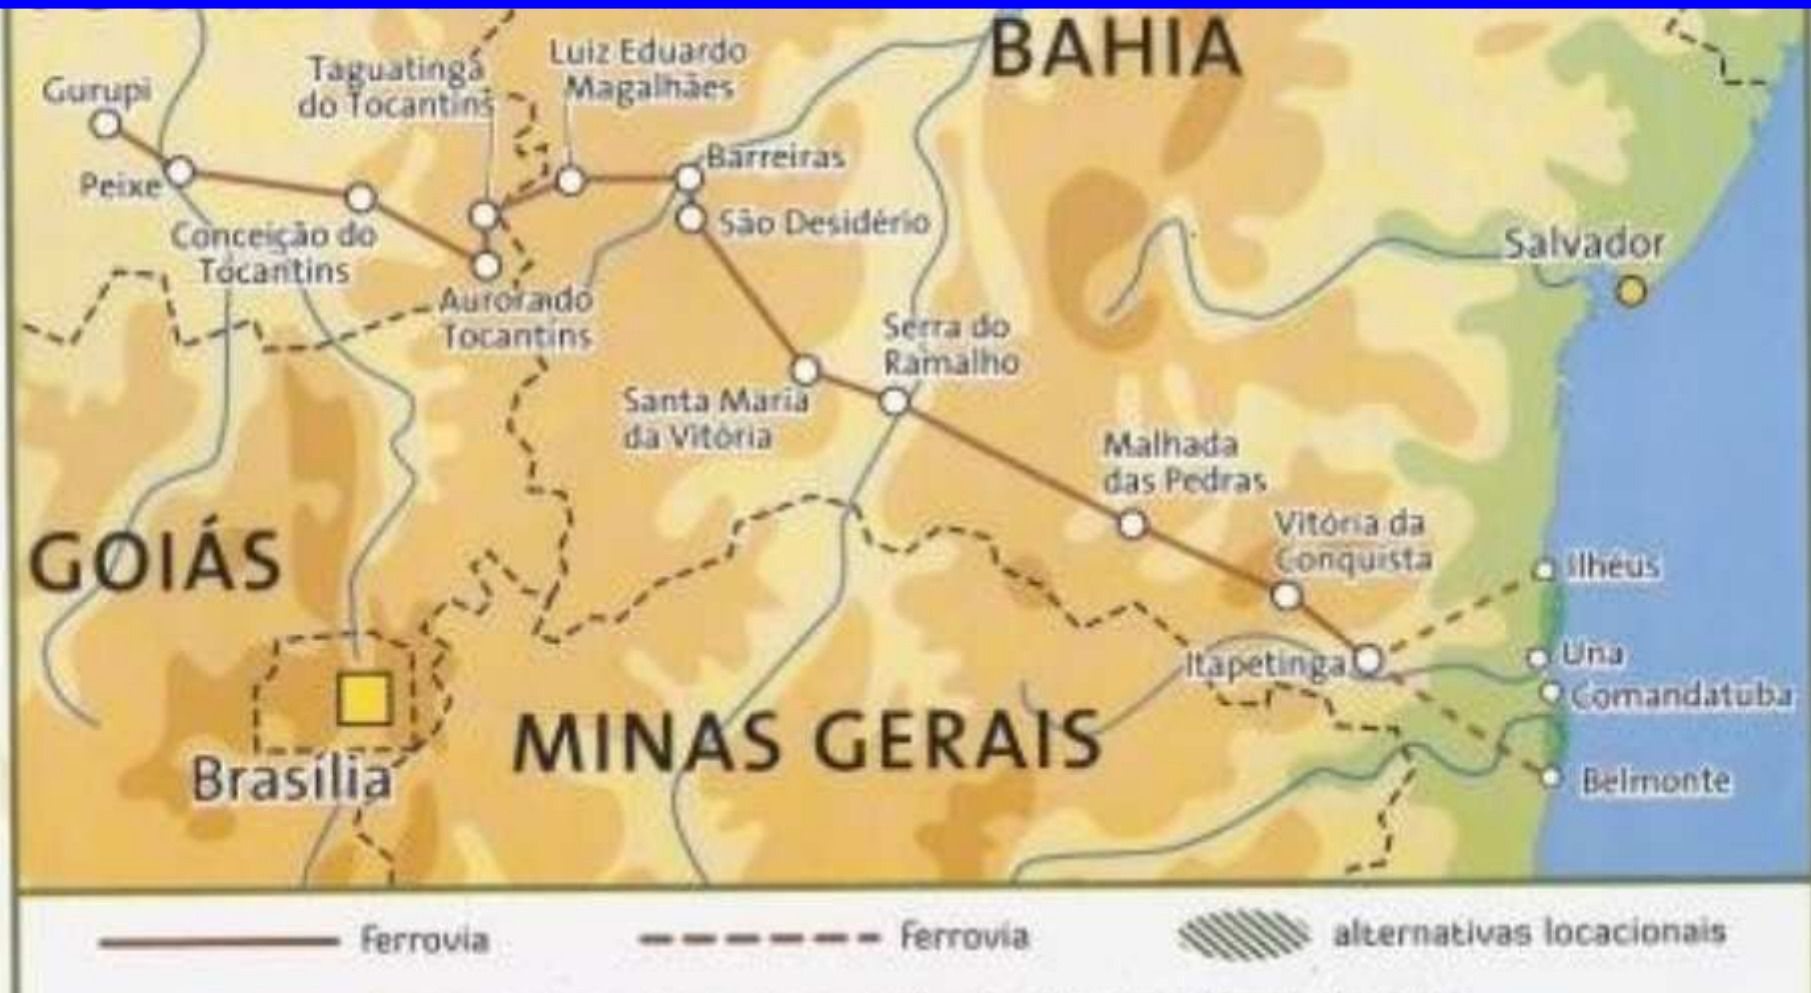 BAHIA
Gurupi
Taguatinga
do Tocantins
Luiz Eduardo
Magalhães
Peixe
Barreiras
Conceição do
Tocantins
São Desidério
Salvador
Aurora do
Tocantins
Serra do
Ramalho
Santa Maria
da Vitória
Malhada
das Pedras
Vitória da
Conquista
GOIÁS
Ilhéus
Itapetinga
Una
Comandatuba
MINAS GERAIS
Brasília
Belmonte
Ferrovia
Ferrovia
alternativas locacionais